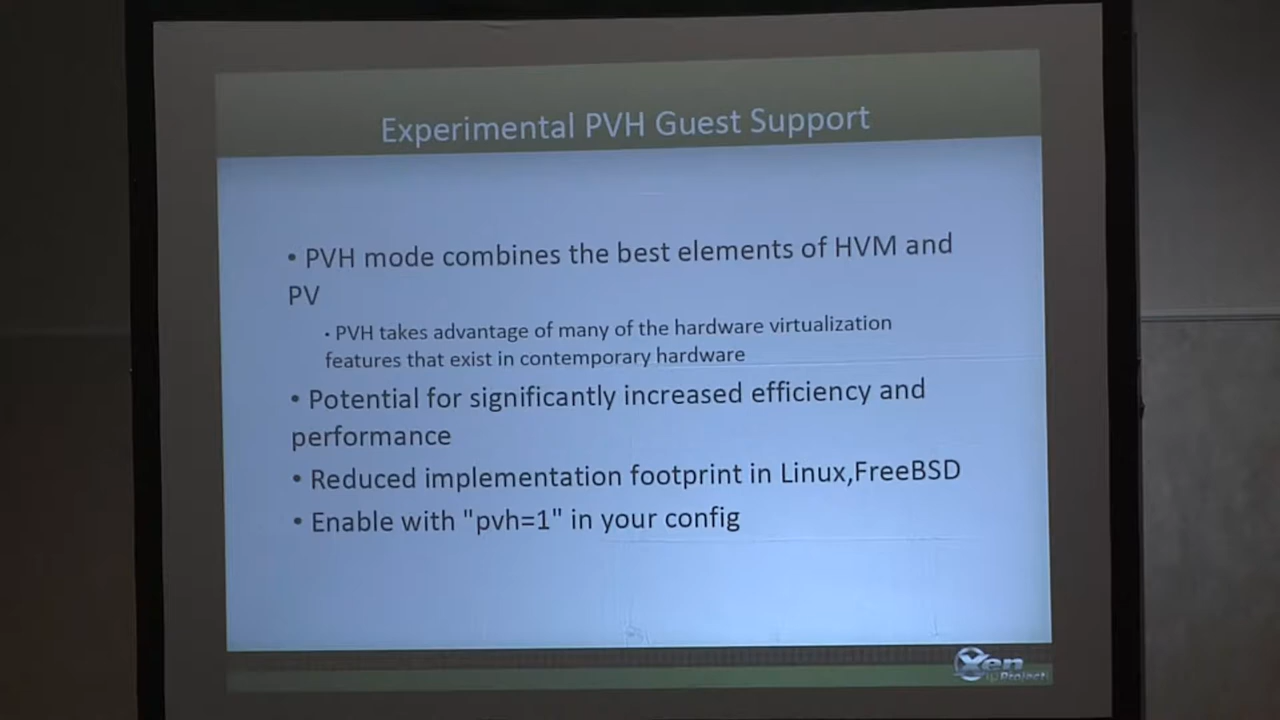 Experimental PVH Guest Support
• PVH mode combines the best elements of HVM and
PV
• PVH takes advantage of many of the hardware virtualization
features that exist in contemporary hardware
• Potential for significantly increased efficiency and
performance
• Reduced implementation footprint in Linux,FreeBSD
• Enable with "pvh=1" in your config
Xen
Project